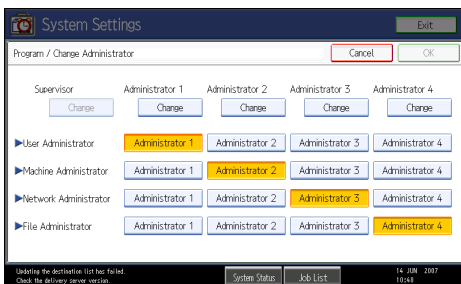 System Settings
Exit
Program / Change Administrator
Cancel
OK
Supervisor Administrator 1 Administrator 2 Administrator 3 Administrator 4
Change Change Change Change Change
▶User Administrator Administrator 1 Administrator 2 Administrator 3 Administrator 4
▶Machine Administrator Administrator 1 Administrator 2 Administrator 3 Administrator 4
▶Network Administrator Administrator 1 Administrator 2 Administrator 3 Administrator 4
▶File Administrator Administrator 1 Administrator 2 Administrator 3 Administrator 4
Updating the destination list has failed.
Check the delivery server version.
System Status
Job List
14 JUN 2007
10:48